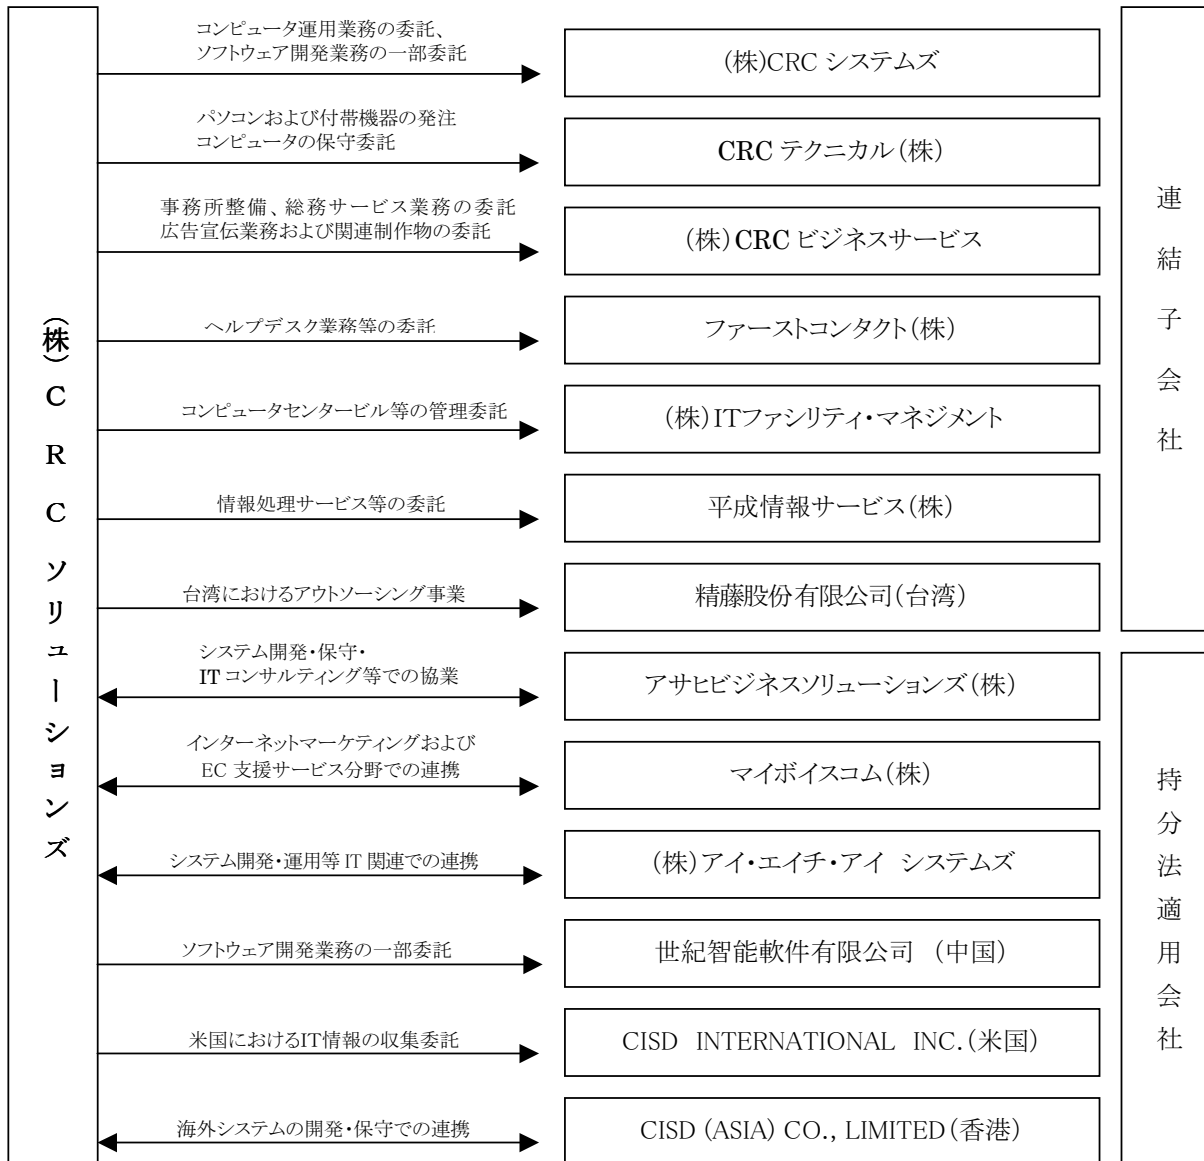 (株)CRCソリューションズ
コンピュータ運用業務の委託、
ソフトウェア開発業務の一部委託
(株)CRC システムズ
パソコンおよび付帯機器の発注
コンピュータの保守委託
CRC テクニカル(株)
事務所整備、総務サービス業務の委託
広告宣伝業務および関連制作物の委託
(株)CRC ビジネスサービス
ヘルプデスク業務等の委託
ファーストコンタクト(株)
コンピュータセンタービル等の管理委託
(株)ITファシリティ・マネジメント
情報処理サービス等の委託
平成情報サービス(株)
台湾におけるアウトソーシング事業
精藤股份有限公司(台湾)
連結子会社
システム開発・保守・
IT コンサルティング等での協業
アサヒビジネスソリューションズ(株)
インターネットマーケティングおよび
EC 支援サービス分野での連携
マイボイスコム(株)
システム開発・運用等 IT 関連での連携
(株)アイ・エイチ・アイ システムズ
ソフトウェア開発業務の一部委託
世紀智能軟件有限公司 (中国)
米国におけるIT情報の収集委託
CISD INTERNATIONAL INC.(米国)
海外システムの開発・保守での連携
CISD (ASIA) CO., LIMITED(香港)
持分法適用会社